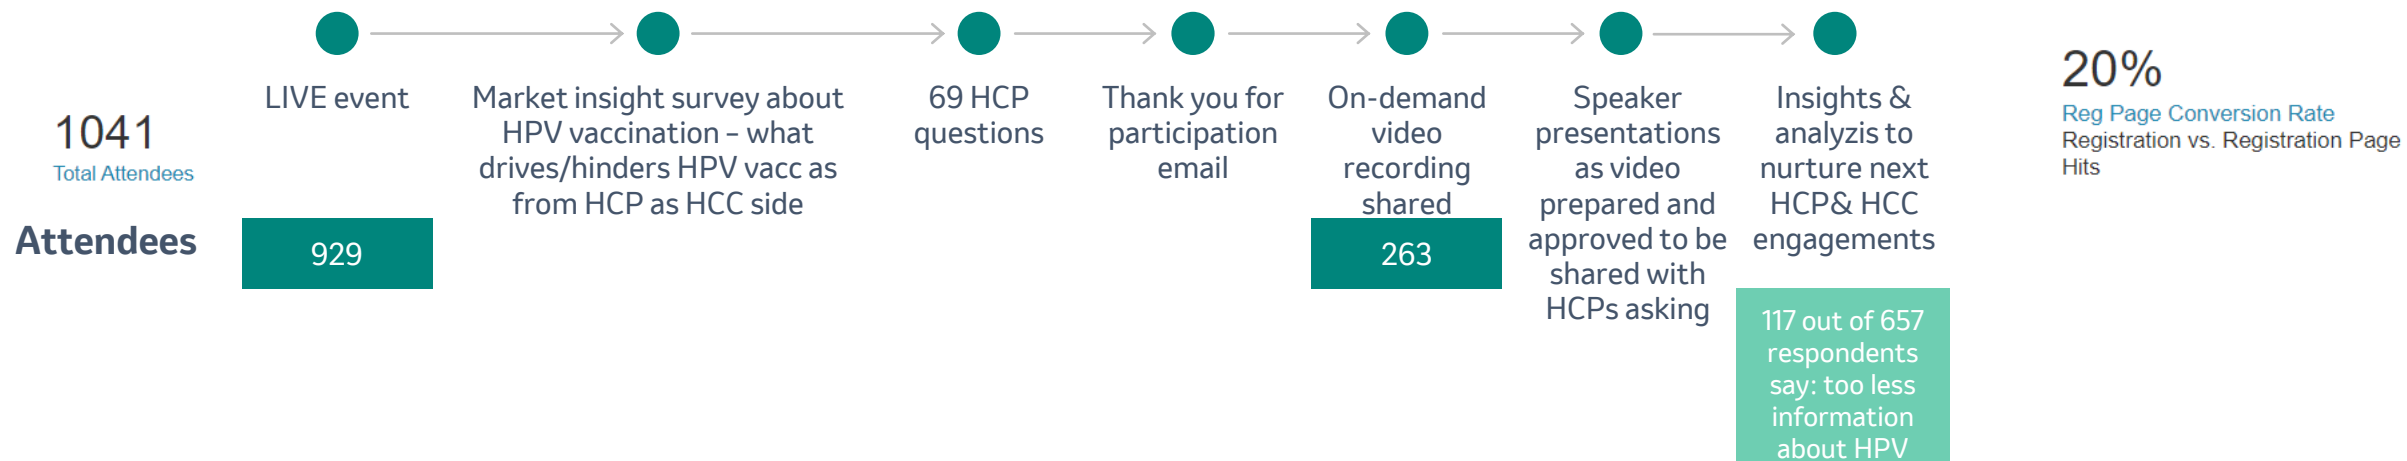 1041
Total Attendees
Attendees
LIVE event
929
Market insight survey about
HPV vaccination – what
drives/hinders HPV vacc as
from HCP as HCC side
69 HCP
questions
Thank you for
participation
email
On-demand
video
recording
shared
263
Speaker
presentations
as video
prepared and
approved to be
shared with
HCPs asking
Insights &
analyzis to
nurture next
HCP& HCC
engagements
117 out of 657
respondents
say: too less
information
about HPV
20%
Reg Page Conversion Rate
Registration vs. Registration Page
Hits